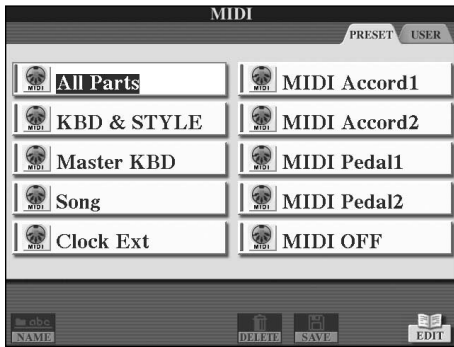 MIDI
PRESET USER
All Parts
KBD & STYLE
Master KBD
Song
Clock Ext
MIDI Accord1
MIDI Accord2
MIDI Pedal1
MIDI Pedal2
MIDI OFF
abc
NAME
DELETE
SAVE
EDIT